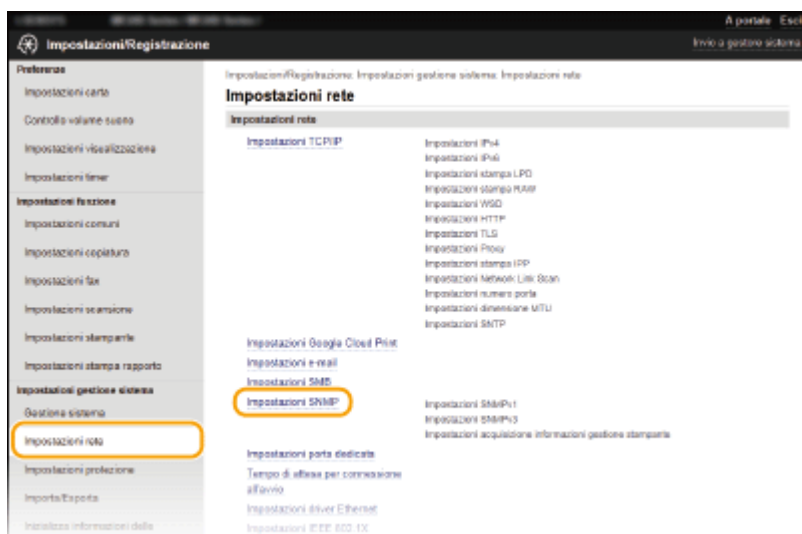 A portale Esci
Impostazioni/Registrazione
Invio a gestore sistema
Preferenze
Impostazioni carta
Controllo volume suono
Impostazioni visualizzazione
Impostazioni timer
Impostazioni funzione
Impostazioni comuni
Impostazioni copiatura
Impostazioni fax
Impostazioni scansione
Impostazioni stampante
Impostazioni stampa rapporto
Impostazioni gestione sistema
Gestione sistema
Impostazioni rete
Impostazioni protezione
Importa/Esporta
Inizializza informazioni delle
Impostazioni/Registrazione: Impostazioni gestione sistema: Impostazioni rete
Impostazioni rete
Impostazioni rete
Impostazioni TCP/IP
Impostazioni IPv4
Impostazioni IPv6
Impostazioni stampa LPD
Impostazioni stampa RAW
Impostazioni WSD
Impostazioni HTTP
Impostazioni TLS
Impostazioni Proxy
Impostazioni stampa IPP
Impostazioni Network Link Scan
Impostazioni numero porta
Impostazioni dimensione MTU
Impostazioni SNTP
Impostazioni Google Cloud Print
Impostazioni e-mail
Impostazioni SMB
Impostazioni SNMP
Impostazioni SNMPv1
Impostazioni SNMPv3
Impostazioni acquisizione informazioni gestione stampante
Impostazioni porta dedicata
Tempo di attesa per connessione
all'avvio
Impostazioni driver Ethernet
Impostazioni IEEE 802.1X